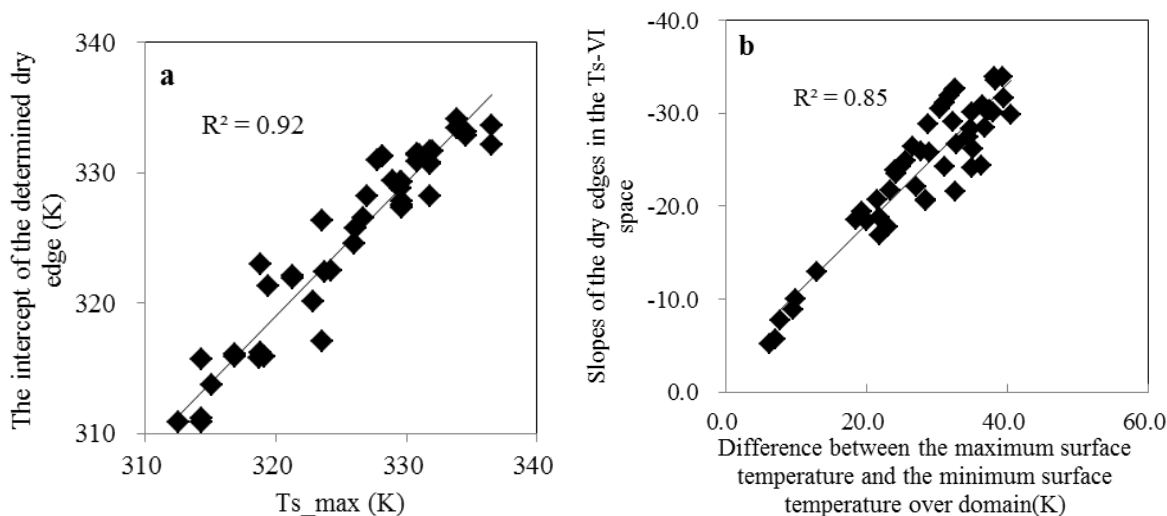 The intercept of the determined dry
edge (K)
340
330
320
310
a
R² = 0.92
310
320
330
340
Ts_max (K)
Slopes of the dry edges in the Ts-VI
space
-40.0
-30.0
-20.0
-10.0
0.0
b
R² = 0.85
0.0
20.0
40.0
60.0
Difference between the maximum surface
temperature and the minimum surface
temperature over domain(K)